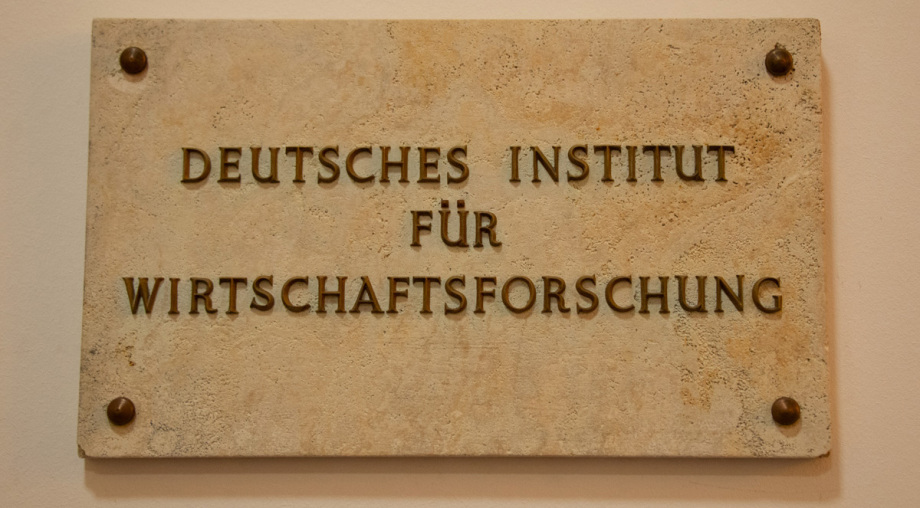 DEUTSCHES INSTITUT
FÜR
WIRTSCHAFTSFORSCHUNG